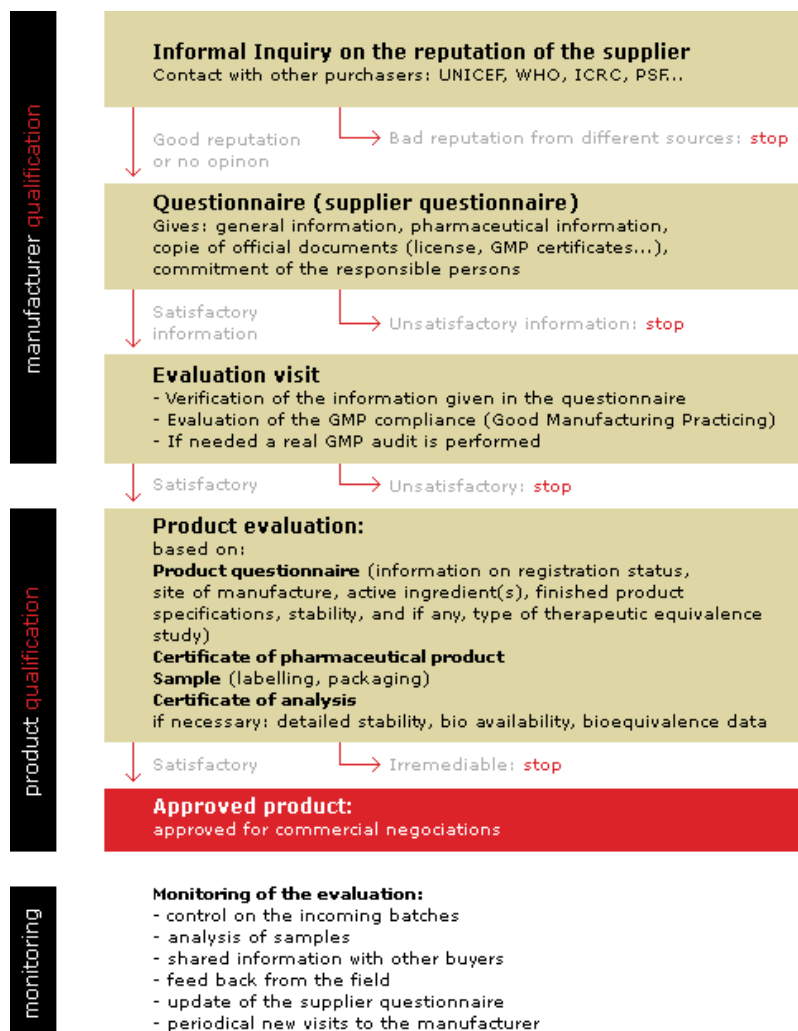 manufacturer qualification
Informal Inquiry on the reputation of the supplier
Contact with other purchasers: UNICEF, WHO, ICRC, PSF...
Good reputation
or no opinon
Bad reputation from different sources: stop
Questionnaire (supplier questionnaire)
Gives: general information, pharmaceutical information,
copie of official documents (license, GMP certificates...),
commitment of the responsible persons
Satisfactory
information
Unsatisfactory information: stop
Evaluation visit
- Verification of the information given in the questionnaire
- Evaluation of the GMP compliance (Good Manufacturing Practicing)
- If needed a real GMP audit is performed
Satisfactory
Unsatisfactory: stop
product qualification
Product evaluation:
based on:
Product questionnaire (information on registration status,
site of manufacture, active ingredient(s), finished product
specifications, stability, and if any, type of therapeutic equivalence
study)
Certificate of pharmaceutical product
Sample (labelling, packaging)
Certificate of analysis
if necessary: detailed stability, bio availability, bioequivalence data
Satisfactory
Irremediable: stop
Approved product:
approved for commercial negociations
monitoring
Monitoring of the evaluation:
- control on the incoming batches
- analysis of samples
- shared information with other buyers
- feed back from the field
- update of the supplier questionnaire
- periodical new visits to the manufacturer